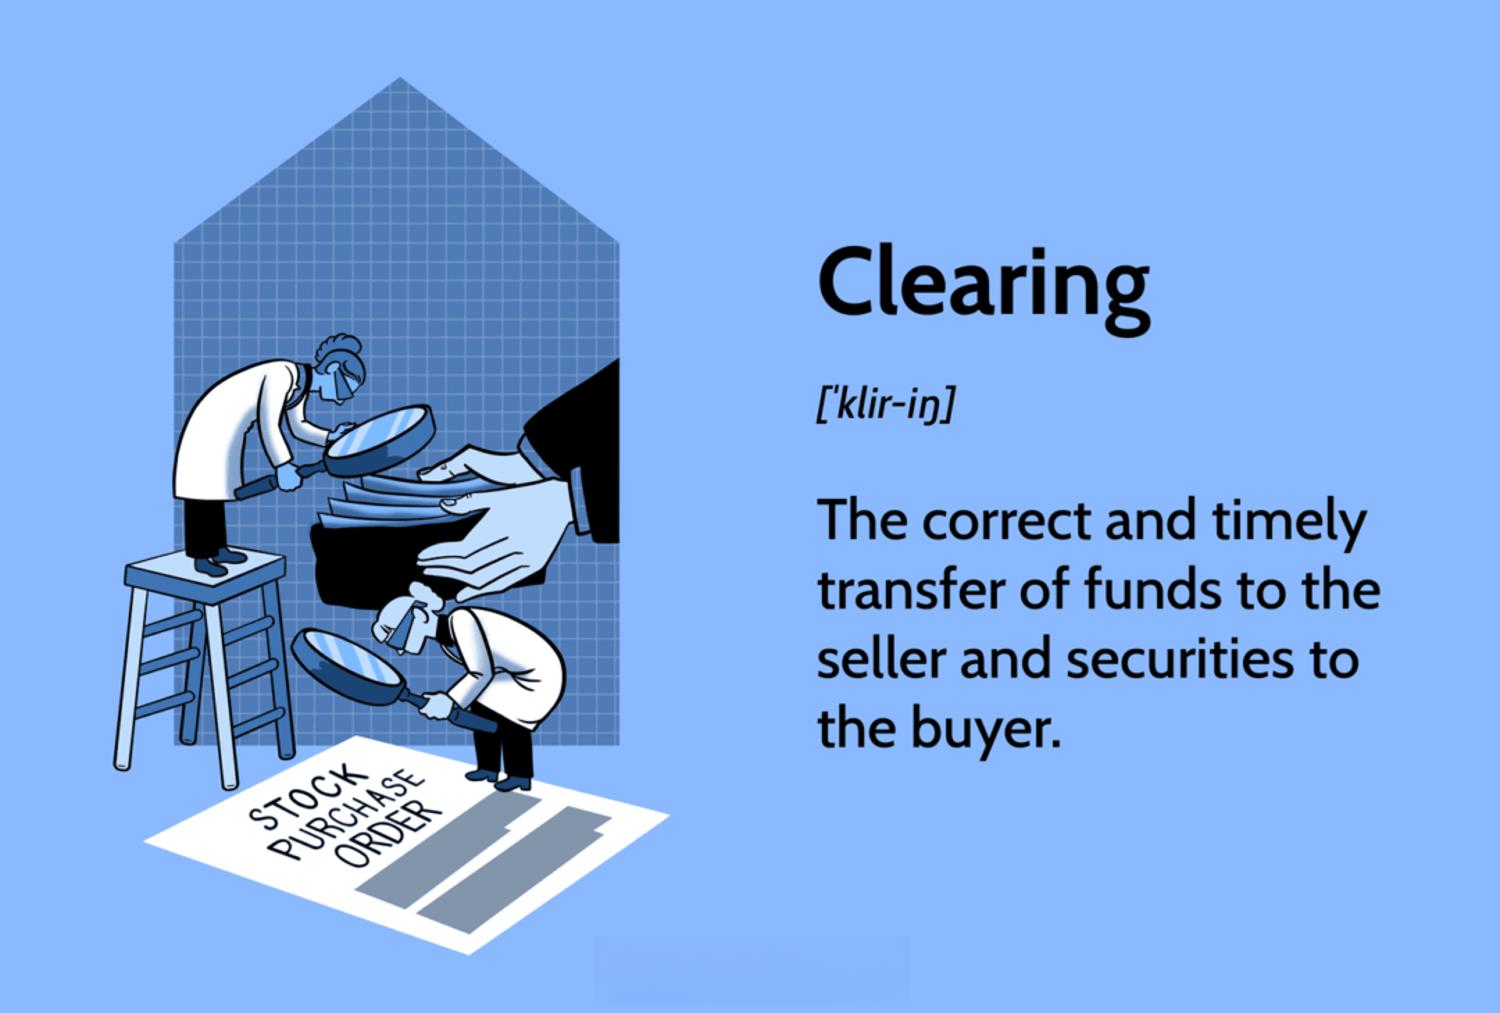 Clearing
['klir-iŋ]
The correct and timely
transfer of funds to the
seller and securities to
the buyer.
STOCK
PURCHASE
ORDER